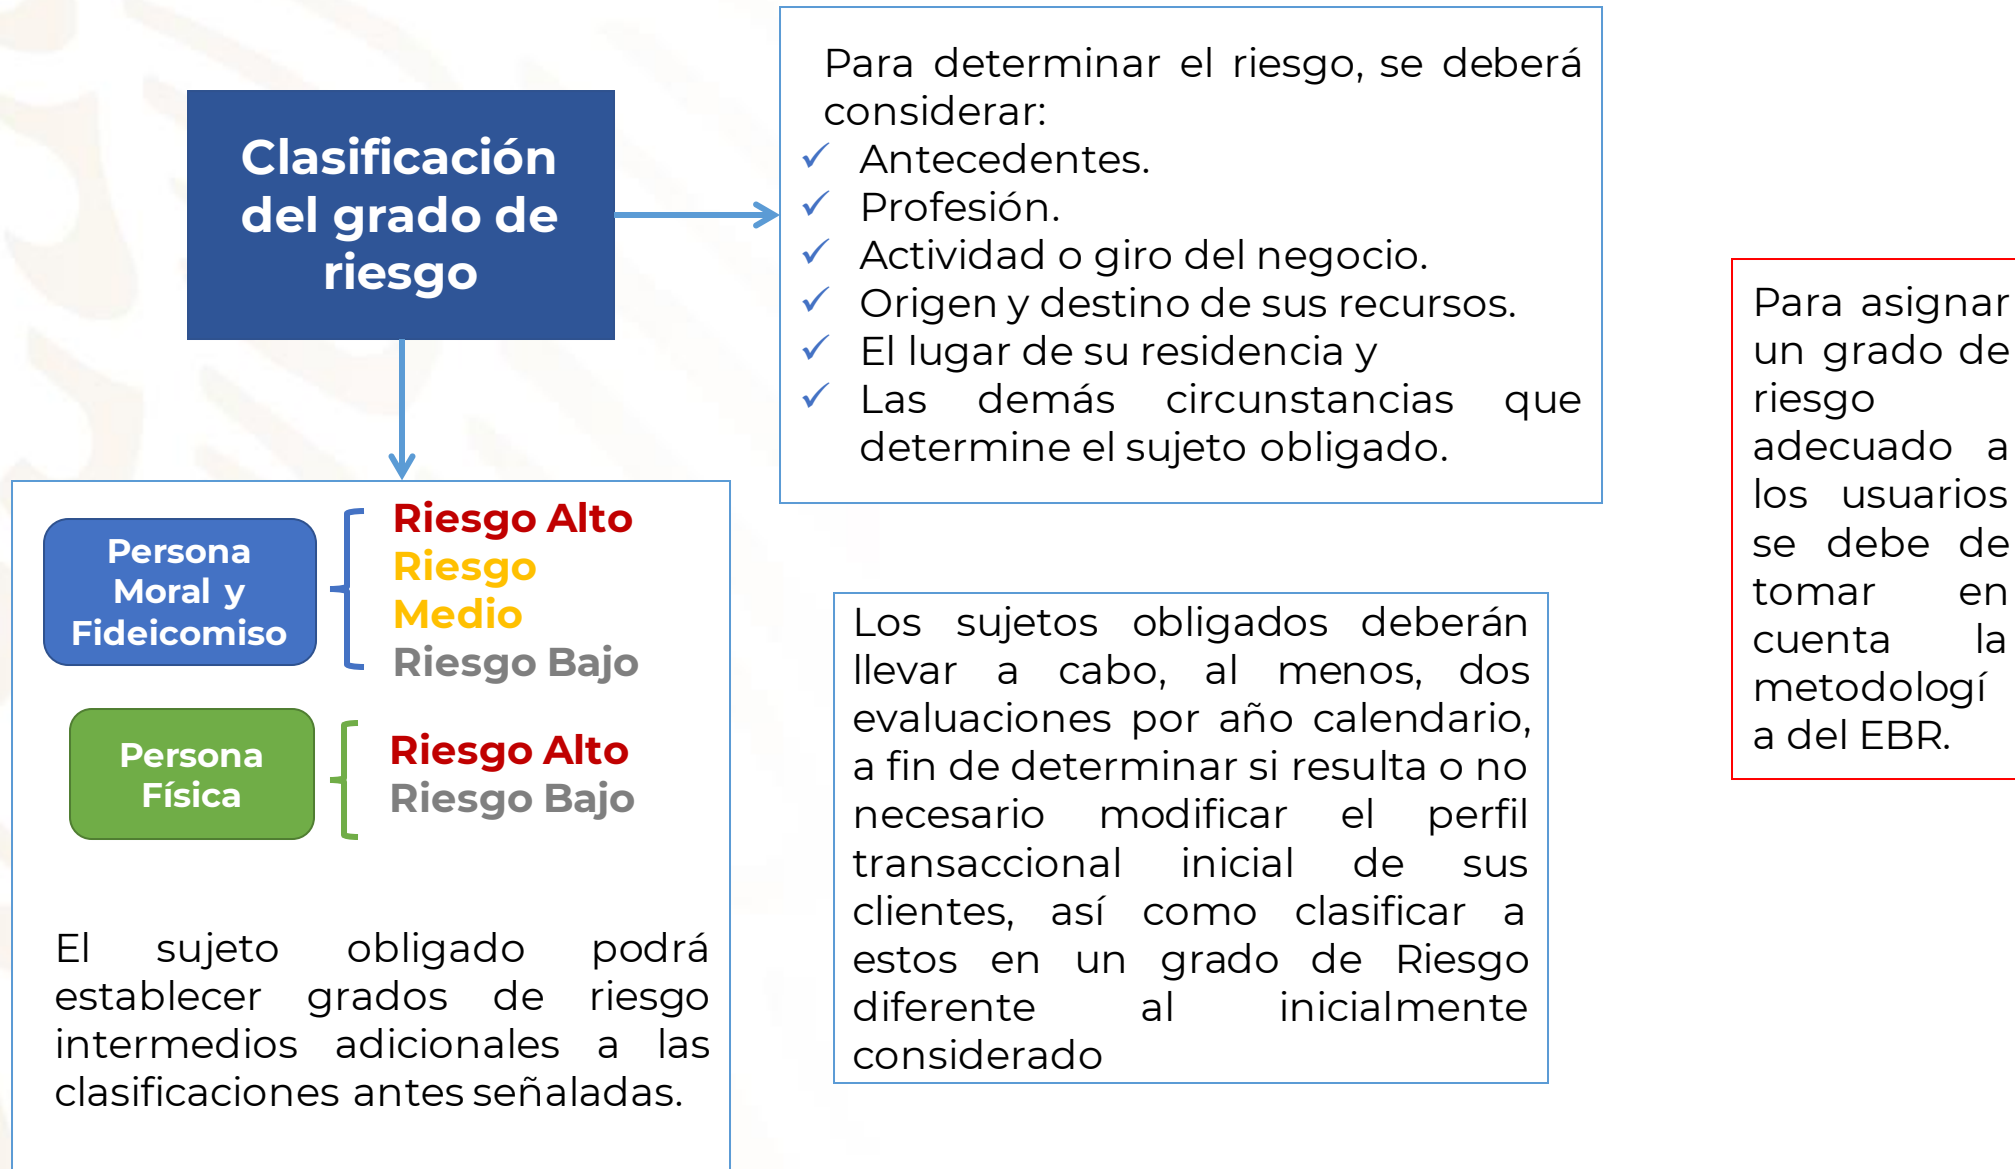 Clasificación
del grado de
riesgo
Para determinar el riesgo, se deberá
considerar:
✓ Antecedentes.
✓ Profesión.
✓ Actividad o giro del negocio.
✓ Origen y destino de sus recursos.
✓ El lugar de su residencia y
✓ Las demás circunstancias que
determine el sujeto obligado.
Persona
Moral y
Fideicomiso
Riesgo Alto
Riesgo
Medio
Riesgo Bajo
Persona
Física
Riesgo Alto
Riesgo Bajo
El sujeto obligado podrá
establecer grados de riesgo
intermedios adicionales a las
clasificaciones antes señaladas.
Los sujetos obligados deberán
llevar a cabo, al menos, dos
evaluaciones por año calendario,
a fin de determinar si resulta o no
necesario modificar el perfil
transaccional inicial de sus
clientes, así como clasificar a
estos en un grado de Riesgo
diferente al inicialmente
considerado
Para asignar
un grado de
riesgo
adecuado a
los usuarios
se debe de
tomar en
cuenta la
metodologí
a del EBR.